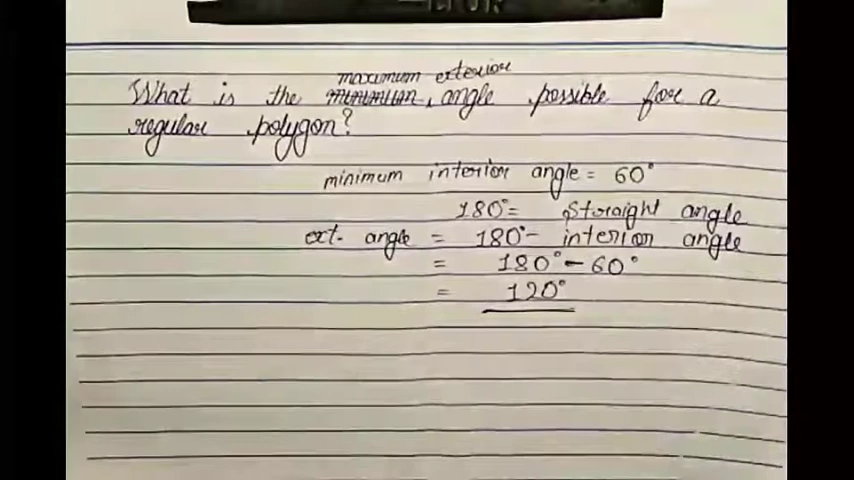 maximum exterior
What is the minimum, angle possible for a
regular polygon?
minimum interior angle = 60°
180° = straight angle
ext. angle = 180° - interion angle
= 180° - 60°
= 120°